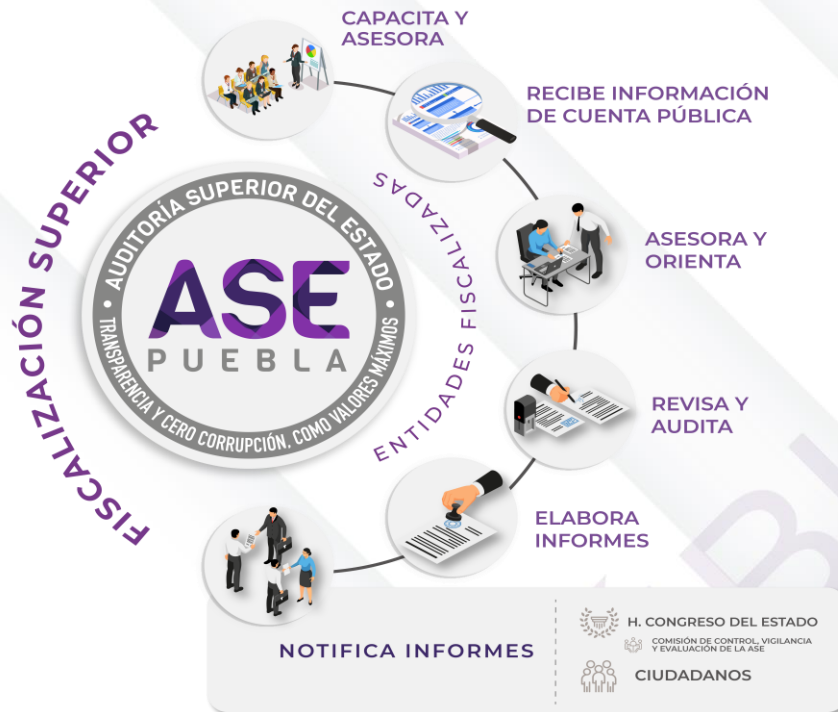 CAPACITA Y
ASESORA
RECIBE INFORMACIÓN
DE CUENTA PÚBLICA
FISCALIZACIÓN SUPERIOR
AUDITORÍA SUPERIOR DEL ESTADO
ASE
PUEBLA
TRANSPARENCIA Y CERO CORRUPCIÓN, COMO VALORES MÁXIMOS
ENTIDADES FISCALIZADAS
ASESORA Y
ORIENTA
REVISA Y
AUDITA
ELABORA
INFORMES
NOTIFICA INFORMES
H. CONGRESO DEL ESTADO
COMISIÓN DE CONTROL, VIGILANCIA
Y EVALUACIÓN DE LA ASE
CIUDADANOS